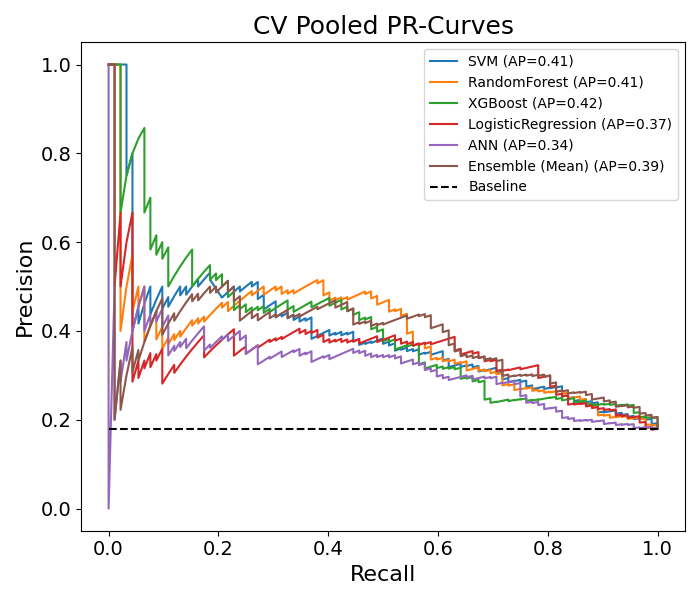 CV Pooled PR-Curves
SVM (AP=0.41)
RandomForest (AP=0.41)
XGBoost (AP=0.42)
LogisticRegression (AP=0.37)
ANN (AP=0.34)
Ensemble (Mean) (AP=0.39)
Baseline
Precision
1.0
0.8
0.6
0.4
0.2
0.0
0.0 0.2 0.4 0.6 0.8 1.0
Recall